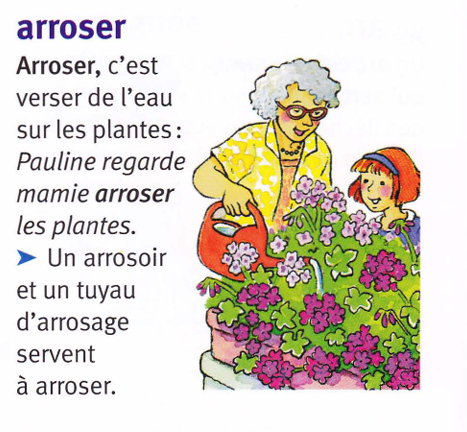 arroser
Arroser, c'est
verser de l'eau
sur les plantes :
Pauline regarde
mamie arroser
les plantes.
➤ Un arrosoir
et un tuyau
d'arrosage
servent
à arroser.